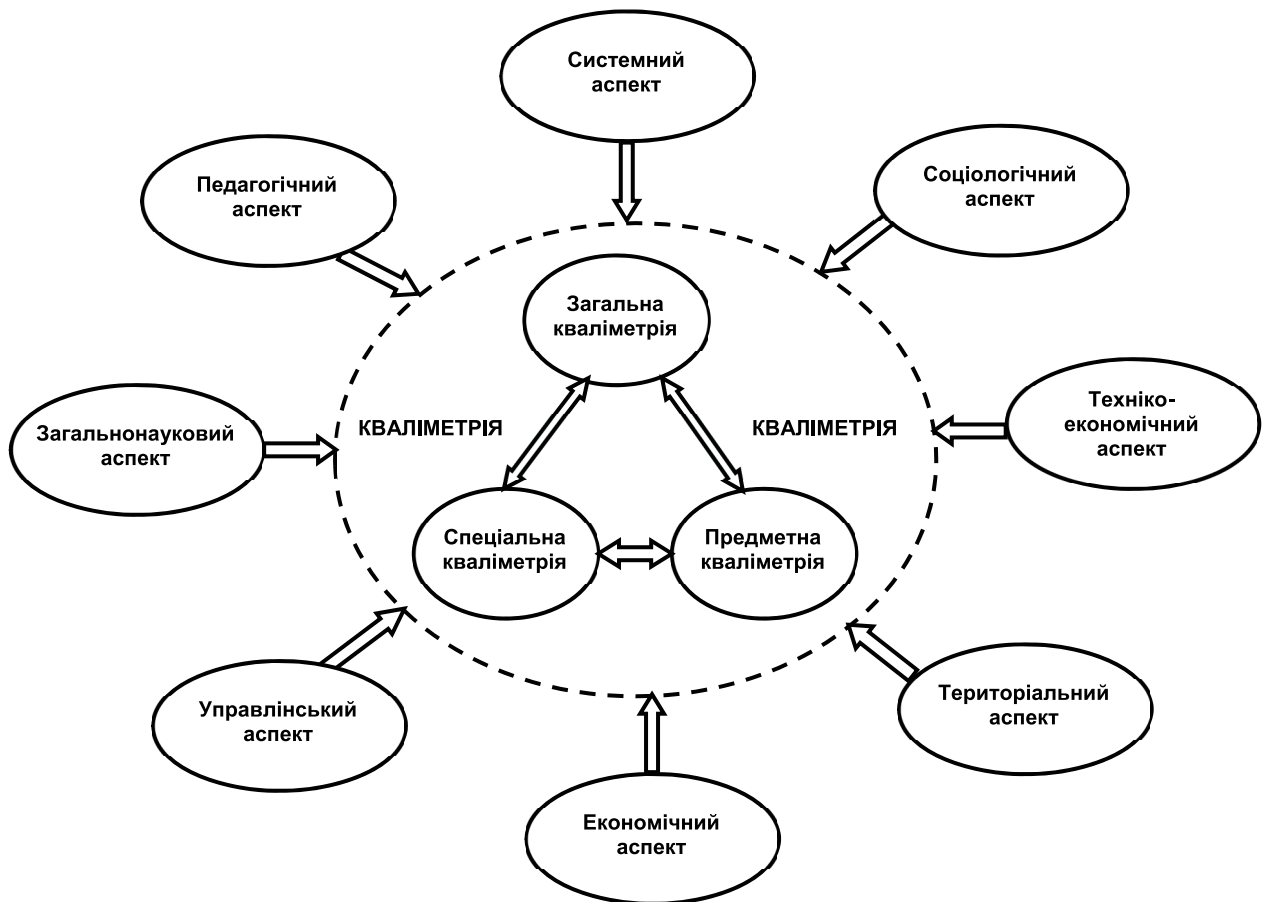 Системний
аспект
Педагогічний
аспект
Соціологічний
аспект
Загальна
кваліметрія
КВАЛІМЕТРІЯ
КВАЛІМЕТРІЯ
Загальнонауковий
аспект
Техніко-
економічний
аспект
Спеціальна
кваліметрія
Предметна
кваліметрія
Управлінський
аспект
Територіальний
аспект
Економічний
аспект